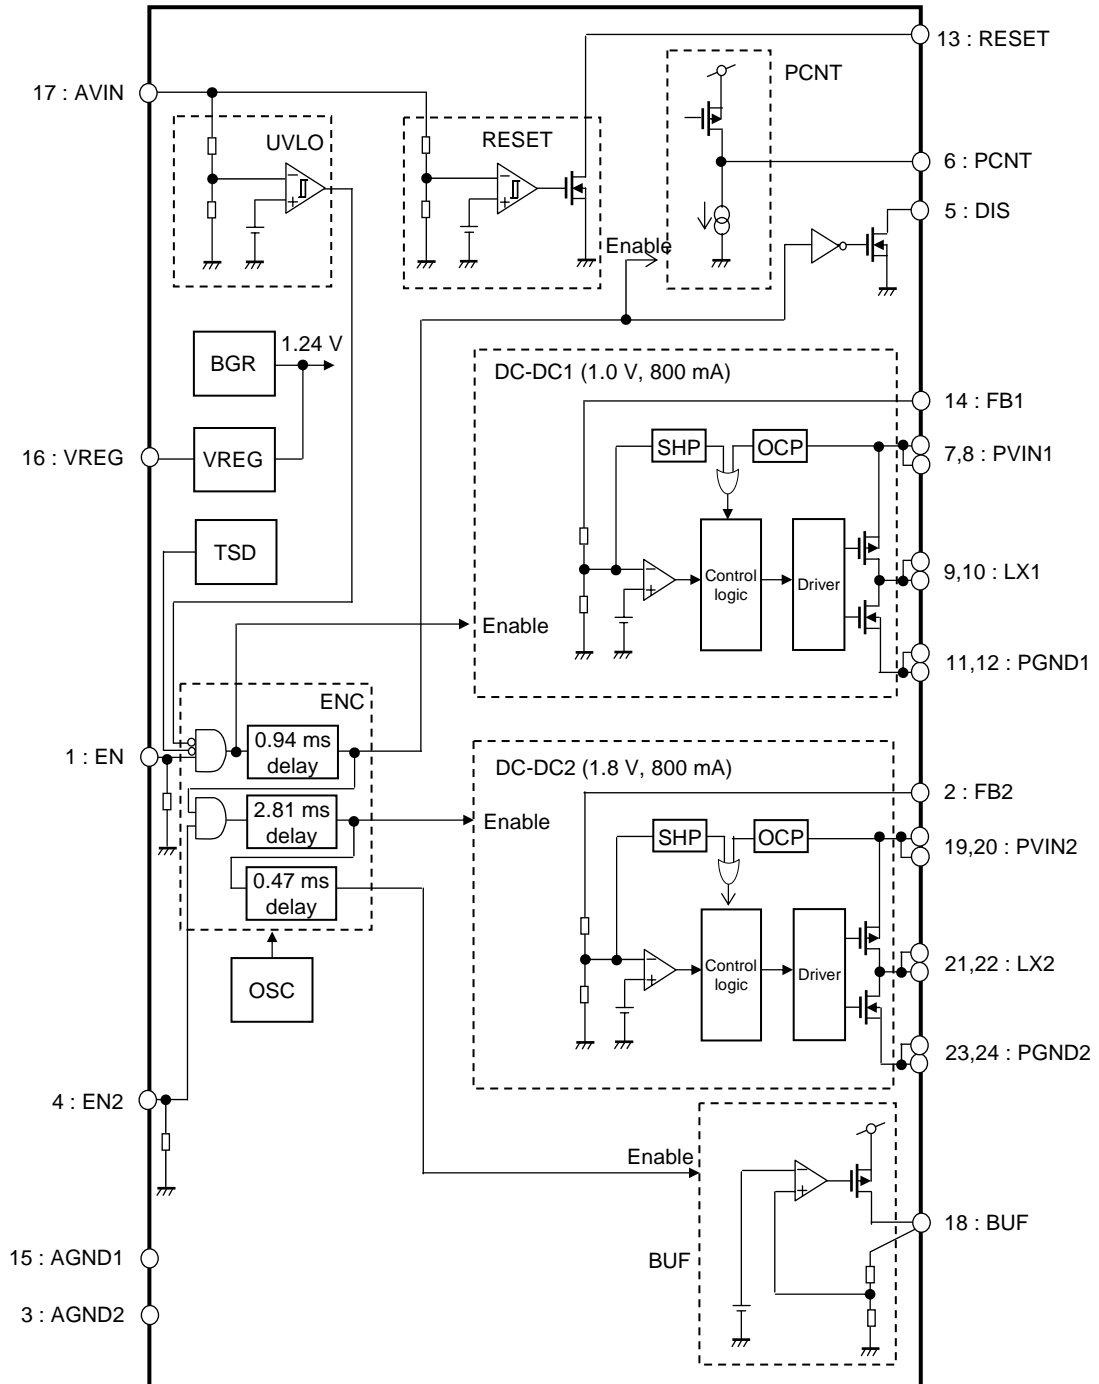 13 : RESET
PCNT
17 : AVIN
UVLO
RESET
6 : PCNT
5 : DIS
Enable
1.24 V
BGR
DC-DC1 (1.0 V, 800 mA)
14 : FB1
SHP
OCP
7,8 : PVIN1
16 : VREG
VREG
TSD
9,10 : LX1
Control
logic
Driver
Enable
11,12 : PGND1
ENC
0.94 ms
delay
1 : EN
DC-DC2 (1.8 V, 800 mA)
2 : FB2
2.81 ms
delay
Enable
SHP
OCP
19,20 : PVIN2
0.47 ms
delay
21,22 : LX2
Control
logic
Driver
OSC
23,24 : PGND2
4 : EN2
Enable
18 : BUF
BUF
15 : AGND1
3 : AGND2